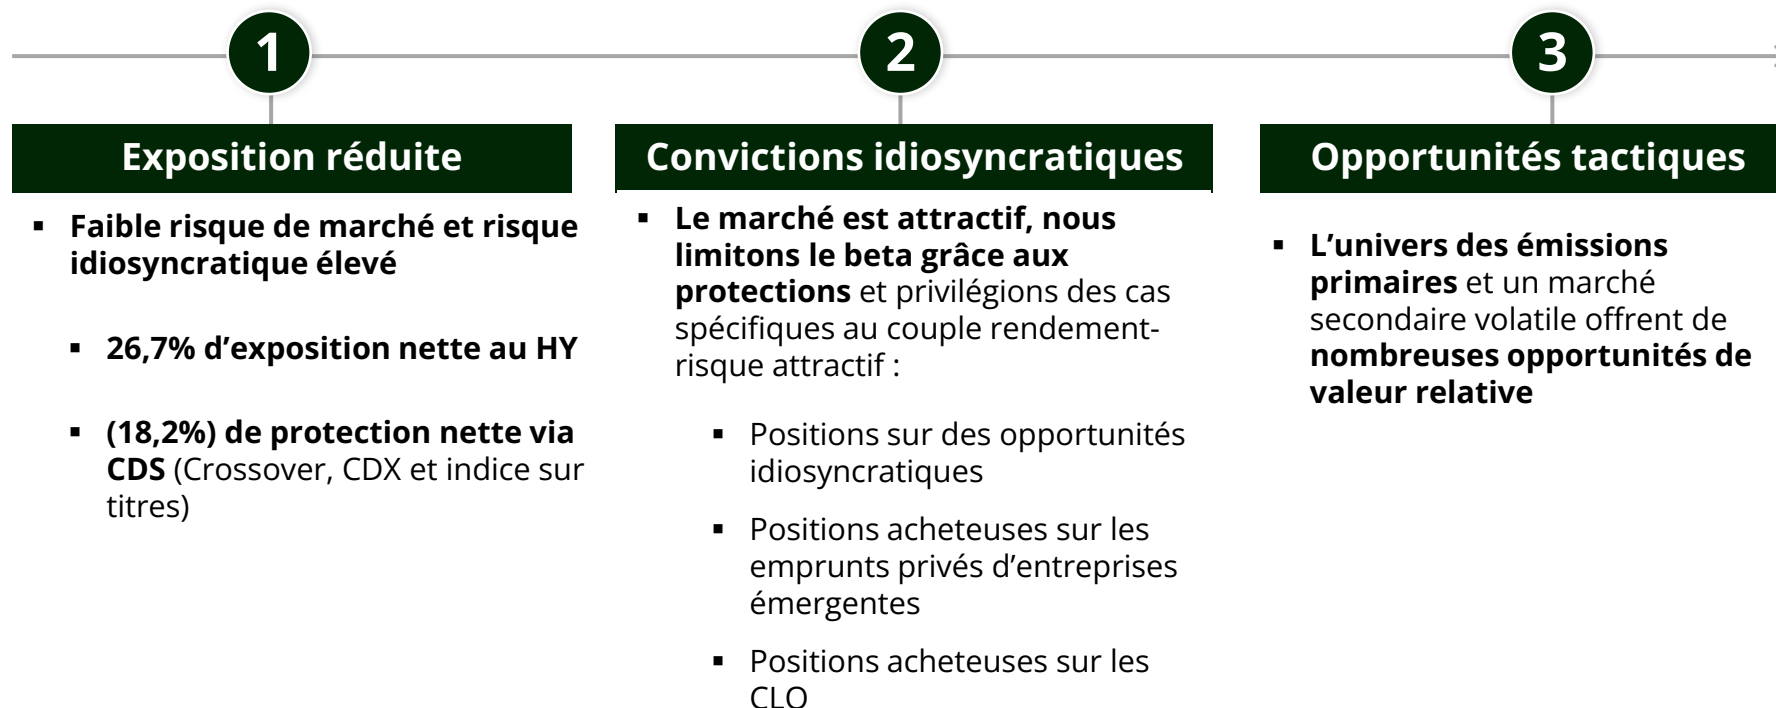 1
2
3
Exposition réduite
▪ Faible risque de marché et risque
idiosyncratique élevé
▪ 26,7% d’exposition nette au HY
▪ (18,2%) de protection nette via
CDS (Crossover, CDX et indice sur
titres)
Convictions idiosyncratiques
▪ Le marché est attractif, nous
limitons le beta grâce aux
protections et privilégions des cas
spécifiques au couple rendement-
risque attractif :
▪ Positions sur des opportunités
idiosyncratiques
▪ Positions acheteuses sur les
emprunts privés d’entreprises
émergentes
▪ Positions acheteuses sur les
CLO
Opportunités tactiques
▪ L’univers des émissions
primaires et un marché
secondaire volatile offrent de
nombreuses opportunités de
valeur relative